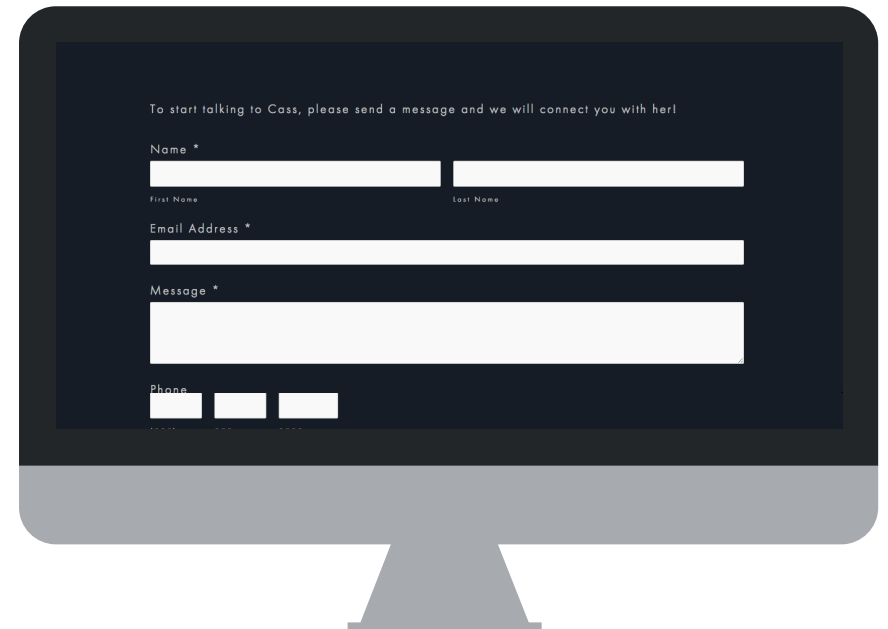 To start talking to Cass, please send a message and we will connect you with her!
Name *
First Name Last Name
Email Address *
Message *
Phone